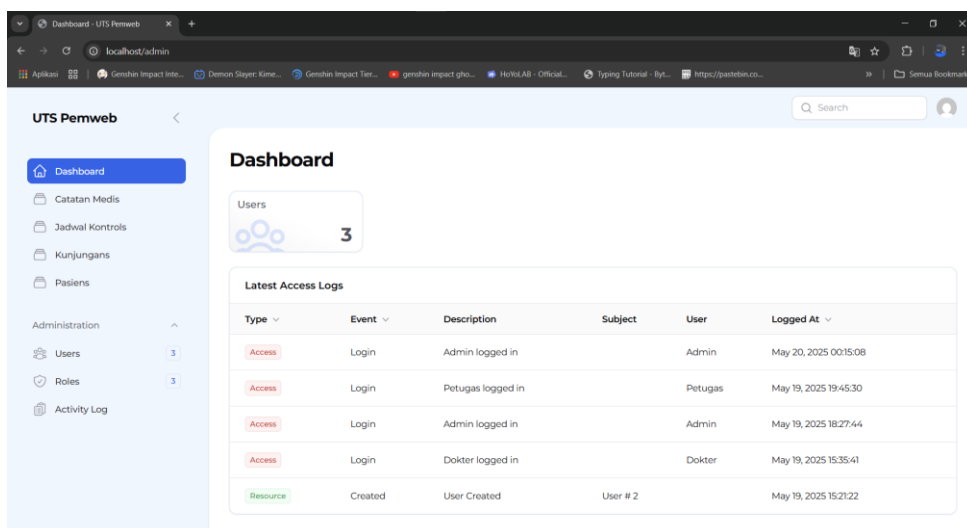 Dashboard - UTS Pemweb
localhost/admin
Aplikasi Genshin Impact Inte... Demon Slayer: Kime... Genshin Impact Tier... genshin impact gho... HoYoLAB - Official... Typing Tutorial - Byt... https://pastebin.co... » Semua Bookmark
UTS Pemweb
Search
Dashboard
Catatan Medis
Jadwal Kontrols
Kunjungans
Pasiens
Administration
Users 3
Roles 3
Activity Log
Dashboard
Users
3
Latest Access Logs
Type Event Description Subject User Logged At
Access Login Admin logged in Admin May 20, 2025 00:15:08
Access Login Petugas logged in Petugas May 19, 2025 19:45:30
Access Login Admin logged in Admin May 19, 2025 18:27:44
Access Login Dokter logged in Dokter May 19, 2025 15:35:41
Resource Created User Created User # 2 May 19, 2025 15:21:22